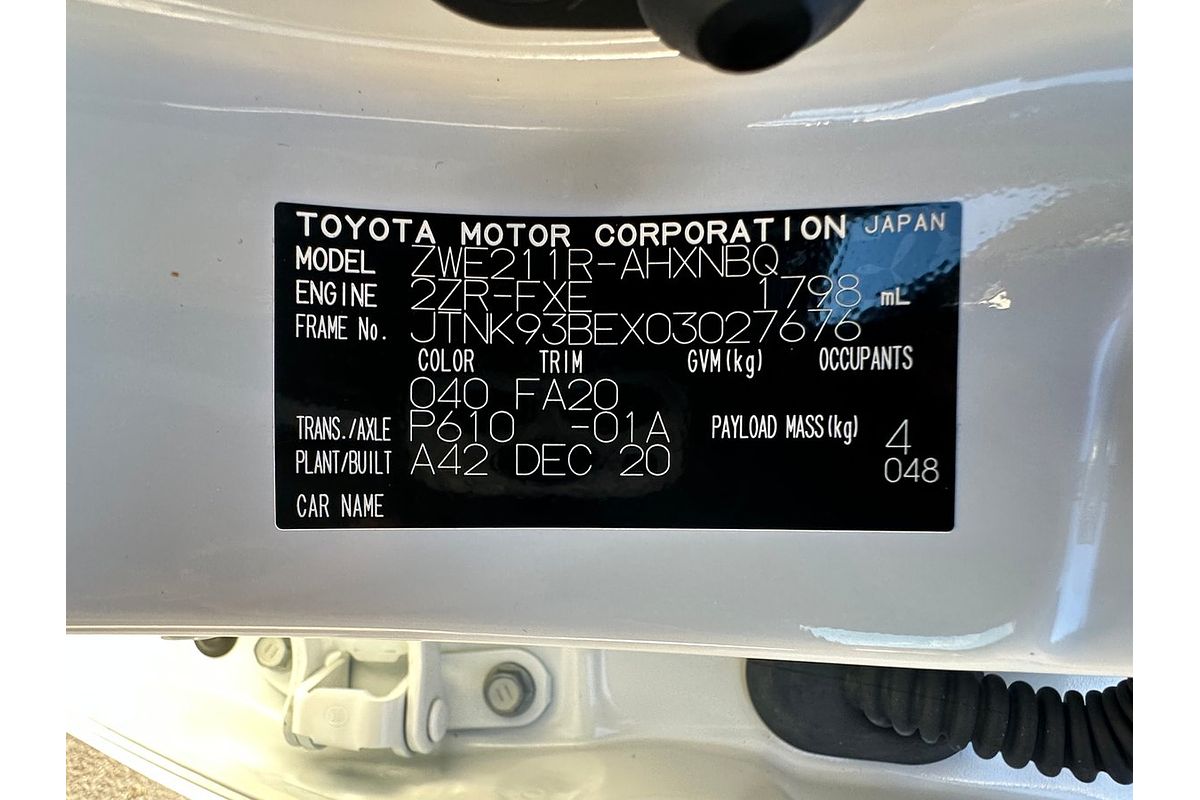 TOYOTA MOTOR CORPORATION JAPAN
MODEL ZWE211R-AHXNBQ
ENGINE 2ZR-FXE 1798 mL
FRAME No. JTNK93BEX03027676
COLOR TRIM GVM(kg) OCCUPANTS
040 FA20
TRANS./AXLE P610 -01A PAYLOAD MASS(kg) 4
PLANT/BUILT A42 DEC 20 048
CAR NAME